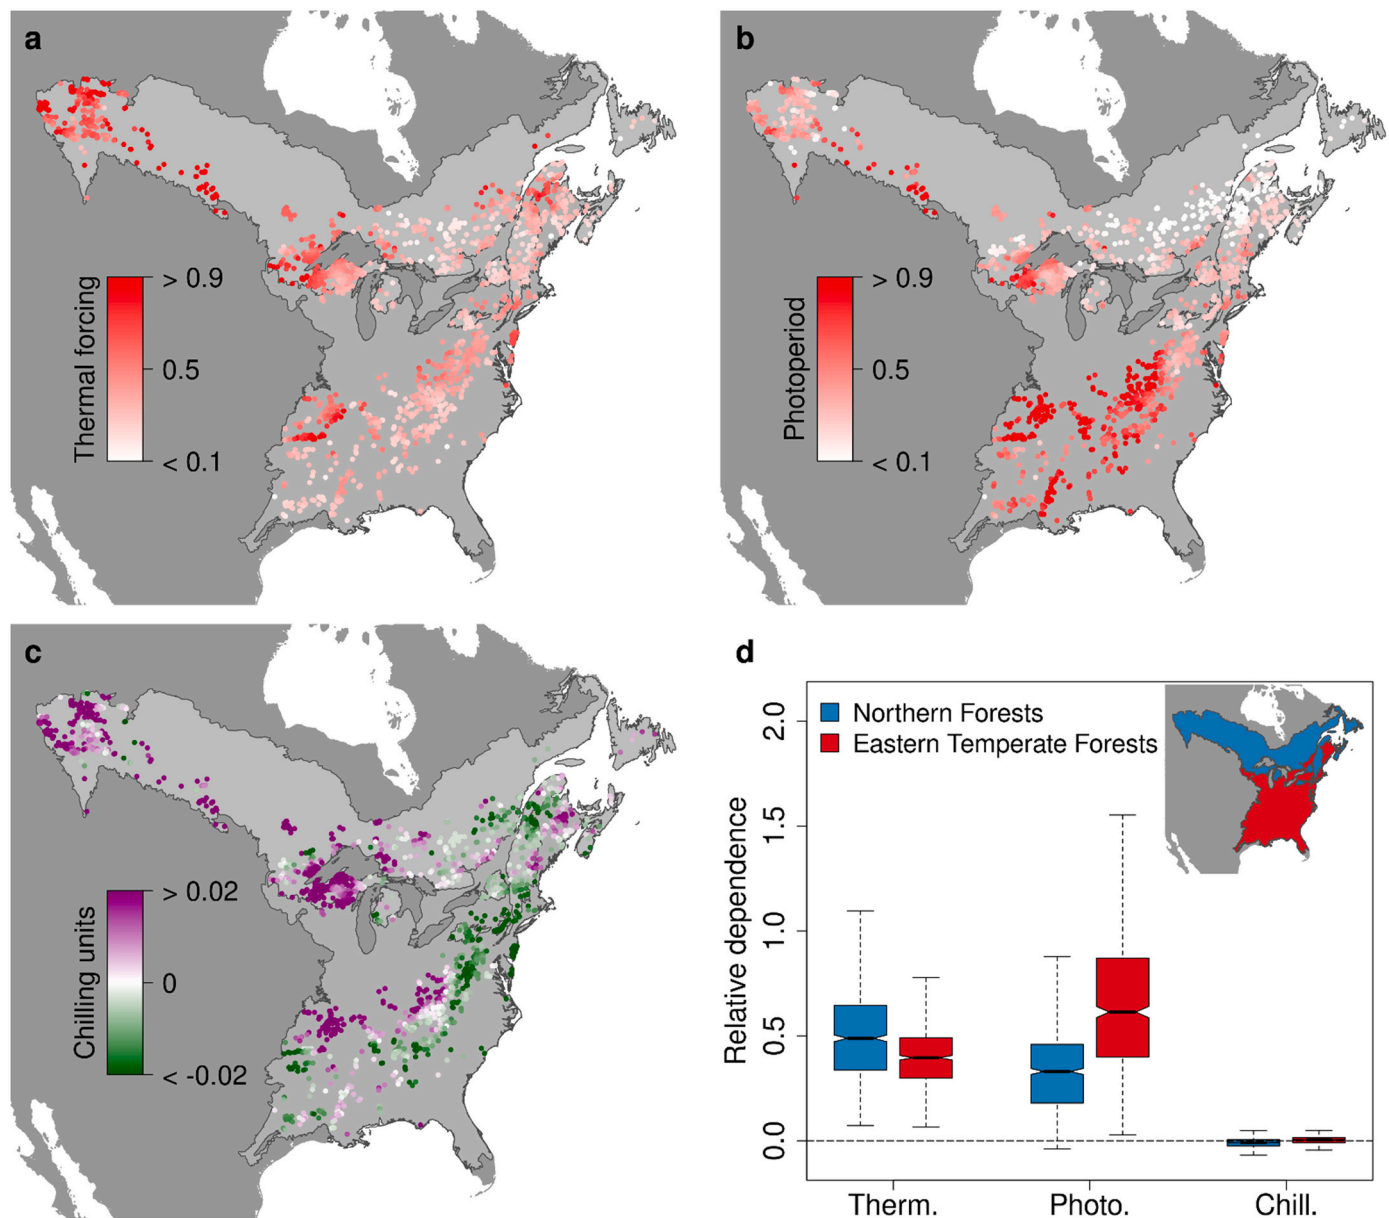 a
Thermal forcing
> 0.9
0.5
< 0.1
b
Photoperiod
> 0.9
0.5
< 0.1
c
Chilling units
> 0.02
0
< -0.02
d
Northern Forests
Eastern Temperate Forests
Relative dependence
2.0
1.5
1.0
0.5
0.0
Therm.
Photo.
Chill.